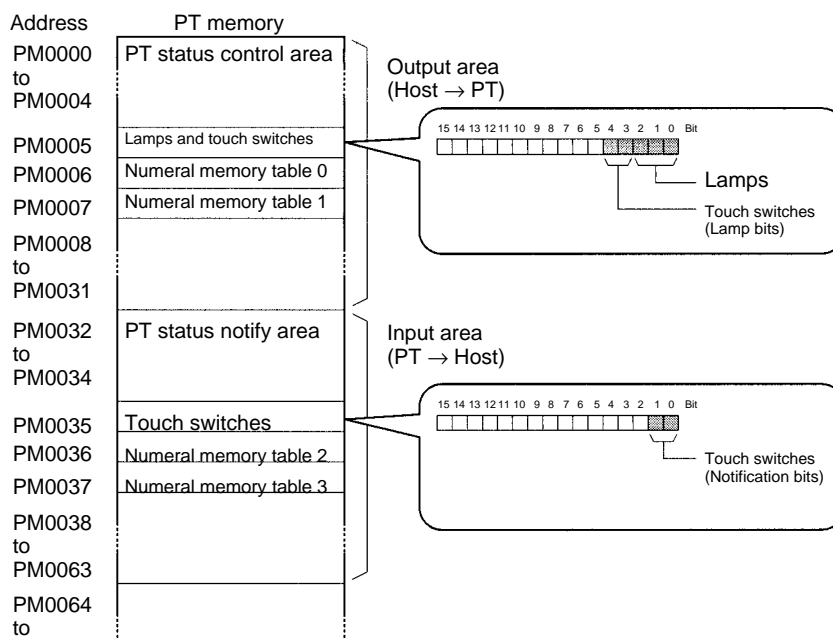 Address PT memory
PM0000
to
PM0004
PT status control area
Output area
(Host → PT)
PM0005
Lamps and touch switches
15 14 13 12 11 10 9 8 7 6 5 4 3 2 1 0 Bit
Lamps
Touch switches
(Lamp bits)
PM0006
Numeral memory table 0
PM0007
Numeral memory table 1
PM0008
to
PM0031
PM0032
to
PM0034
PT status notify area
Input area
(PT → Host)
PM0035
Touch switches
15 14 13 12 11 10 9 8 7 6 5 4 3 2 1 0 Bit
Touch switches
(Notification bits)
PM0036
Numeral memory table 2
PM0037
Numeral memory table 3
PM0038
to
PM0063
PM0064
to